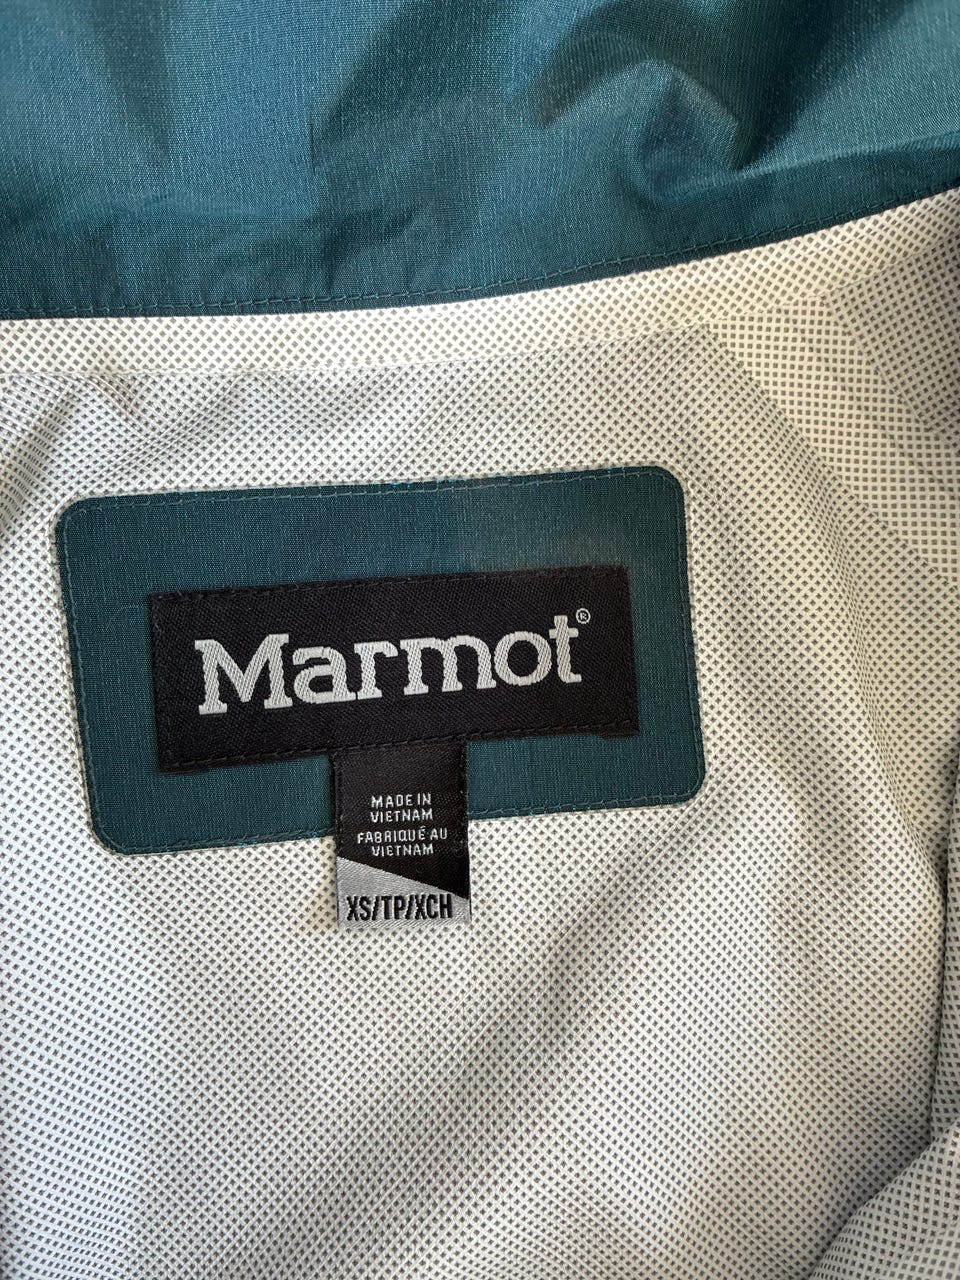 Marmot®
MADE IN
VIETNAM
FABRIQUÉ AU
VIETNAM
XS/TP/XCH